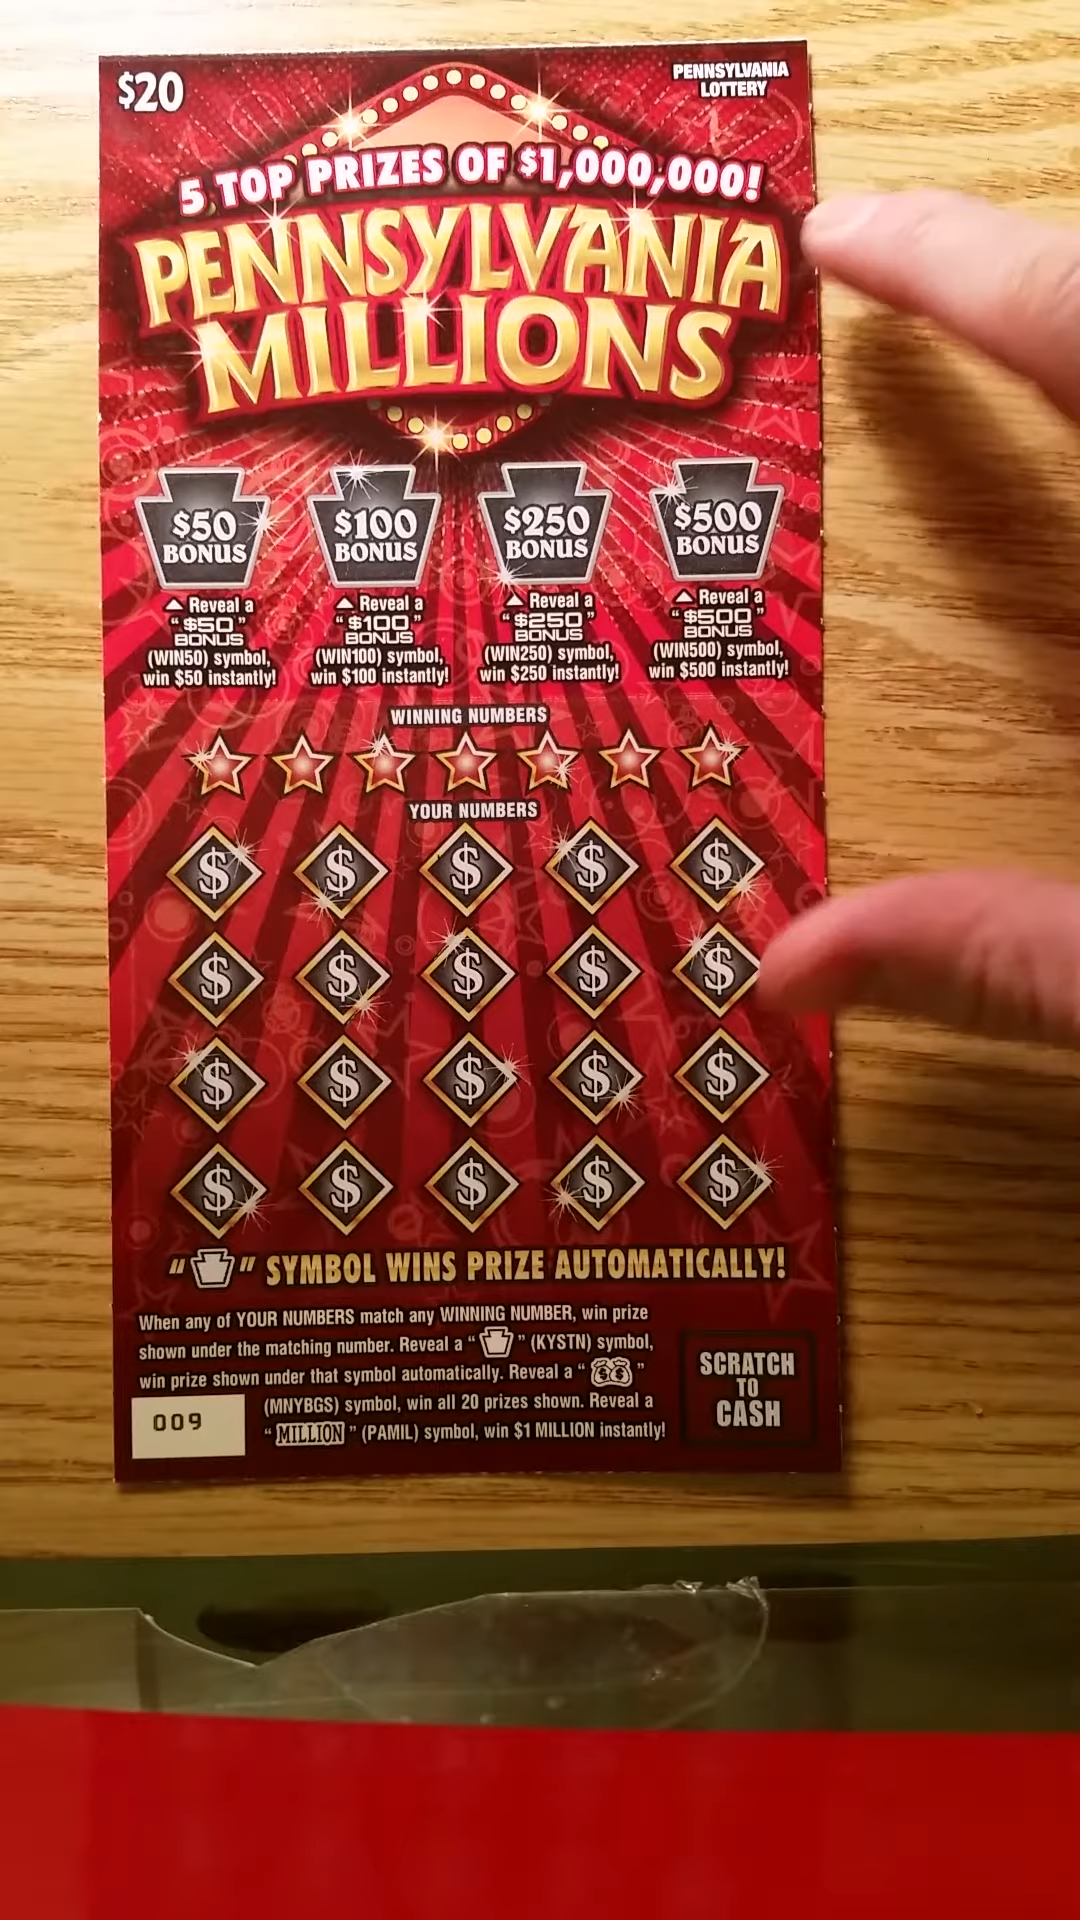 $20
PENNSYLVANIA
LOTTERY
5 TOP PRIZES OF $1,000,000!
PENNSYLVANIA
MILLIONS
$50
BONUS
$100
BONUS
$250
BONUS
$500
BONUS
Reveal a
"$50"
BONUS
(WIN50) symbol,
win $50 instantly!
Reveal a
"$100"
BONUS
(WIN100) symbol,
win $100 instantly!
Reveal a
"$250"
BONUS
(WIN250) symbol,
win $250 instantly!
Reveal a
"$500"
BONUS
(WIN500) symbol,
win $500 instantly!
WINNING NUMBERS
YOUR NUMBERS
$ $ $ $ $
$ $ $ $ $
$ $ $ $ $
$ $ $ $ $
" " SYMBOL WINS PRIZE AUTOMATICALLY!
When any of YOUR NUMBERS match any WINNING NUMBER, win prize
shown under the matching number. Reveal a " " (KYSTN) symbol,
win prize shown under that symbol automatically. Reveal a "$$"
(MNYBGS) symbol, win all 20 prizes shown. Reveal a
"MILLION" (PAMIL) symbol, win $1 MILLION instantly!
009
SCRATCH
TO
CASH